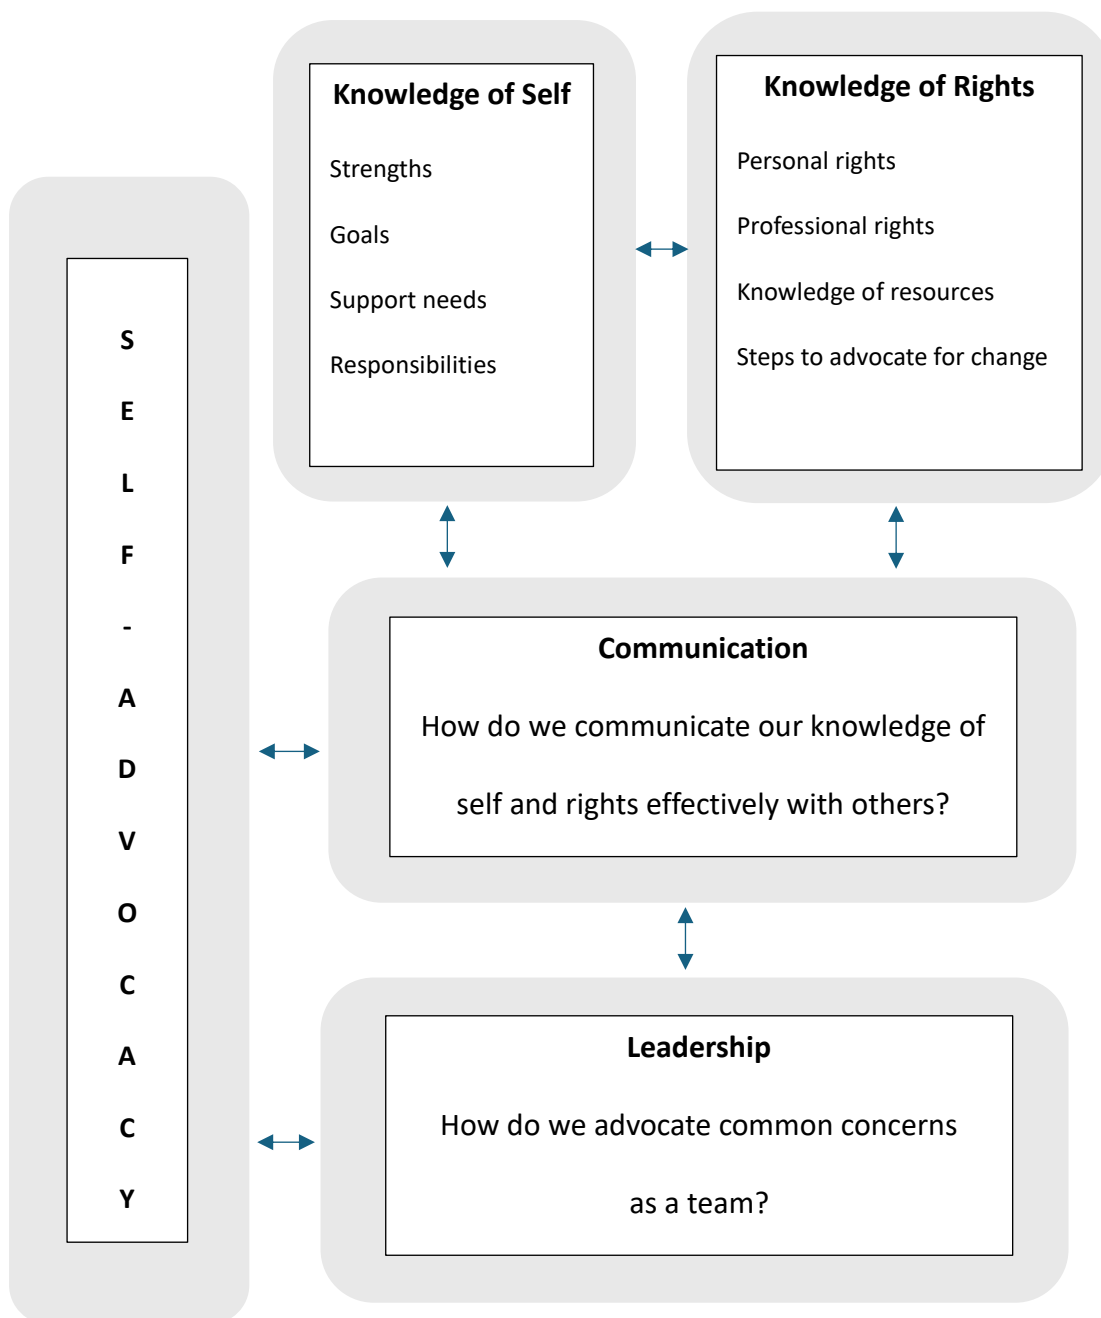 Knowledge of Self
Strengths
Goals
Support needs
Responsibilities
Knowledge of Rights
Personal rights
Professional rights
Knowledge of resources
Steps to advocate for change
S
E
L
F
-
A
D
V
O
C
A
C
Y
Communication
How do we communicate our knowledge of
self and rights effectively with others?
Leadership
How do we advocate common concerns
as a team?